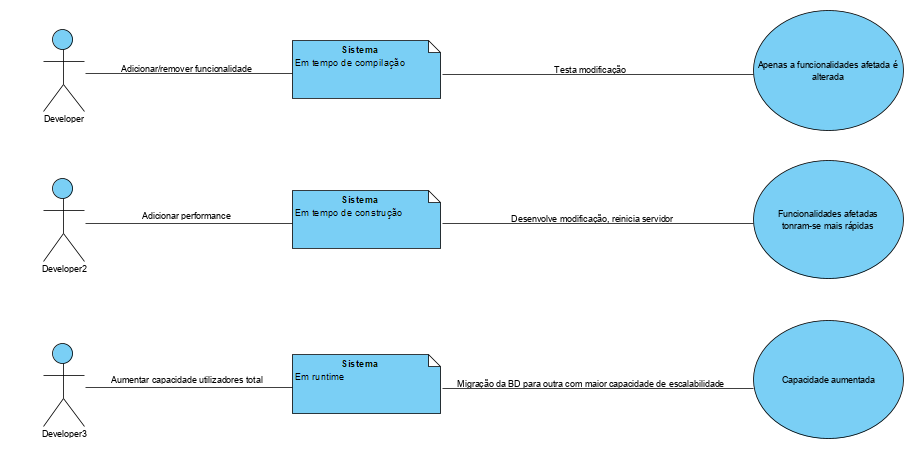 Sistema
Em tempo de compilação
Adicionar/remover funcionalidade
Testa modificação
Apenas a funcionalidades afetada é
alterada
Developer
Sistema
Em tempo de construção
Adicionar performance
Desenvolve modificação, reinicia servidor
Funcionalidades afetadas
tonram-se mais rápidas
Developer2
Sistema
Em runtime
Aumentar capacidade utilizadores total
Migração da BD para outra com maior capacidade de escalabilidade
Capacidade aumentada
Developer3